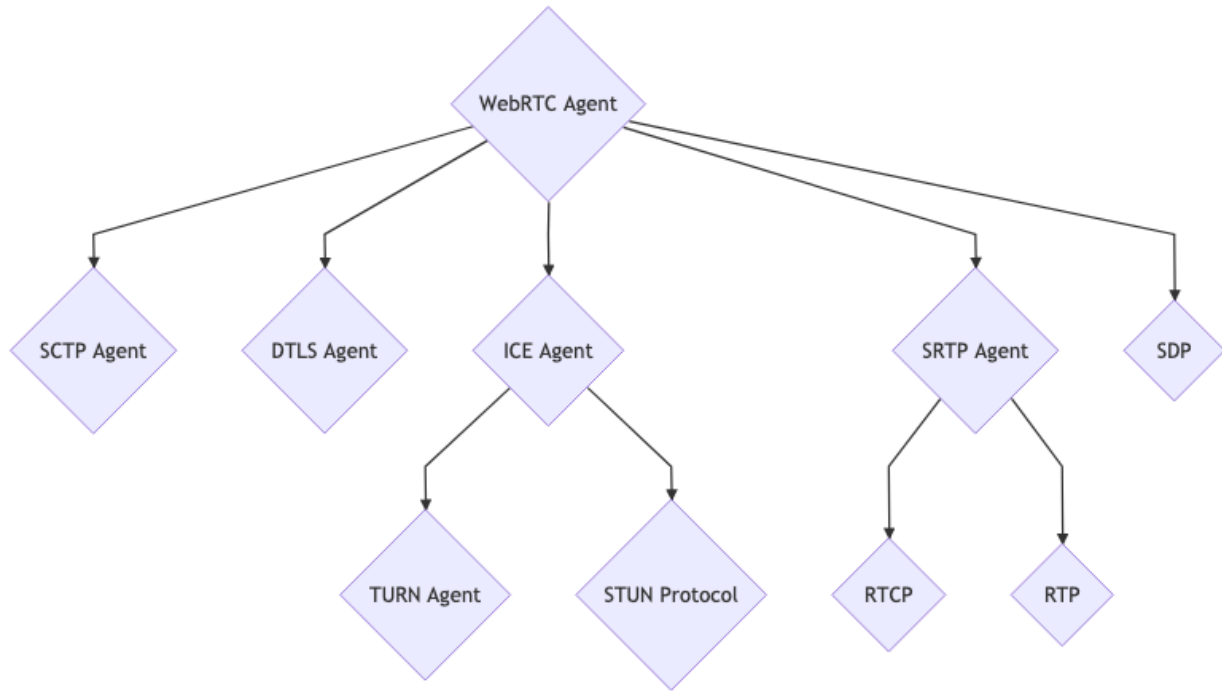 WebRTC Agent
SCTP Agent
DTLS Agent
ICE Agent
SRTP Agent
SDP
TURN Agent
STUN Protocol
RTCP
RTP